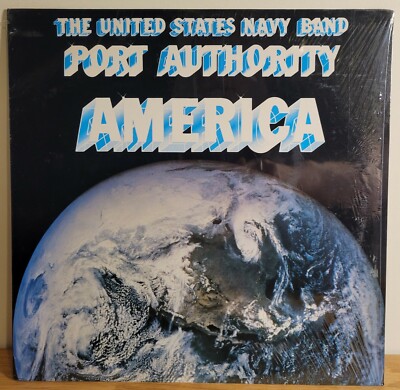 THE UNITED STATES NAVY BAND
PORT AUTHORITY
AMERICA